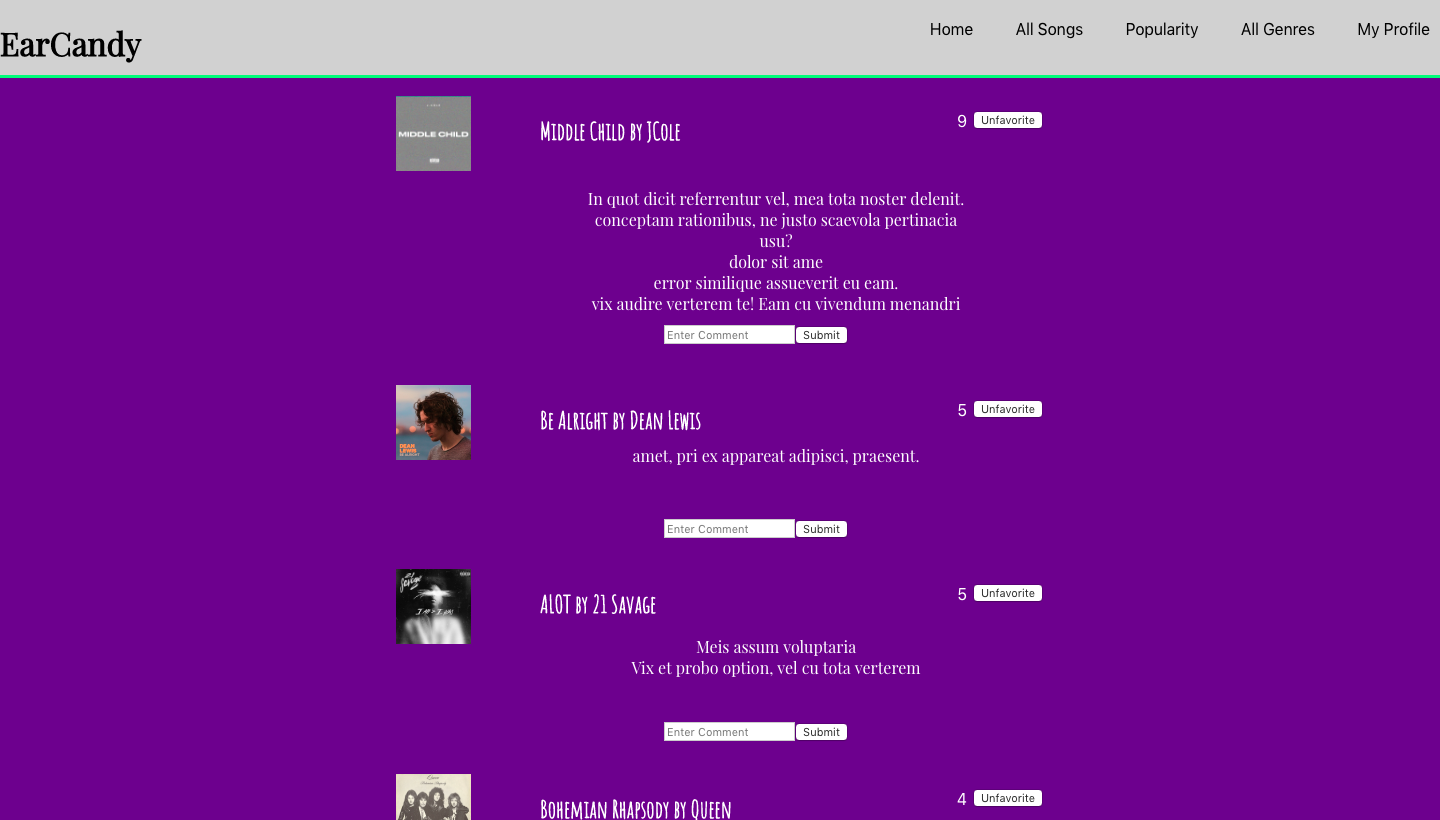 EarCandy
Home All Songs Popularity All Genres My Profile
MIDDLE CHILD
Middle Child by JCole
9 Unfavorite
In quot dicit referrentur vel, mea tota noster delenit.
conceptam rationibus, ne justo scaevola pertinacia
usu?
dolor sit ame
error similique assueverit eu eam.
vix audire verterem te! Eam cu vivendum menandri
Enter Comment Submit
DEAN
LEWIS
BE ALRIGHT
Be Alright by Dean Lewis
5 Unfavorite
amet, pri ex appareat adipisci, praesent.
Enter Comment Submit
ALOT by 21 Savage
5 Unfavorite
Meis assum voluptaria
Vix et probo option, vel cu tota verterem
Enter Comment Submit
Queen
Bohemian Rhapsody by Queen
4 Unfavorite